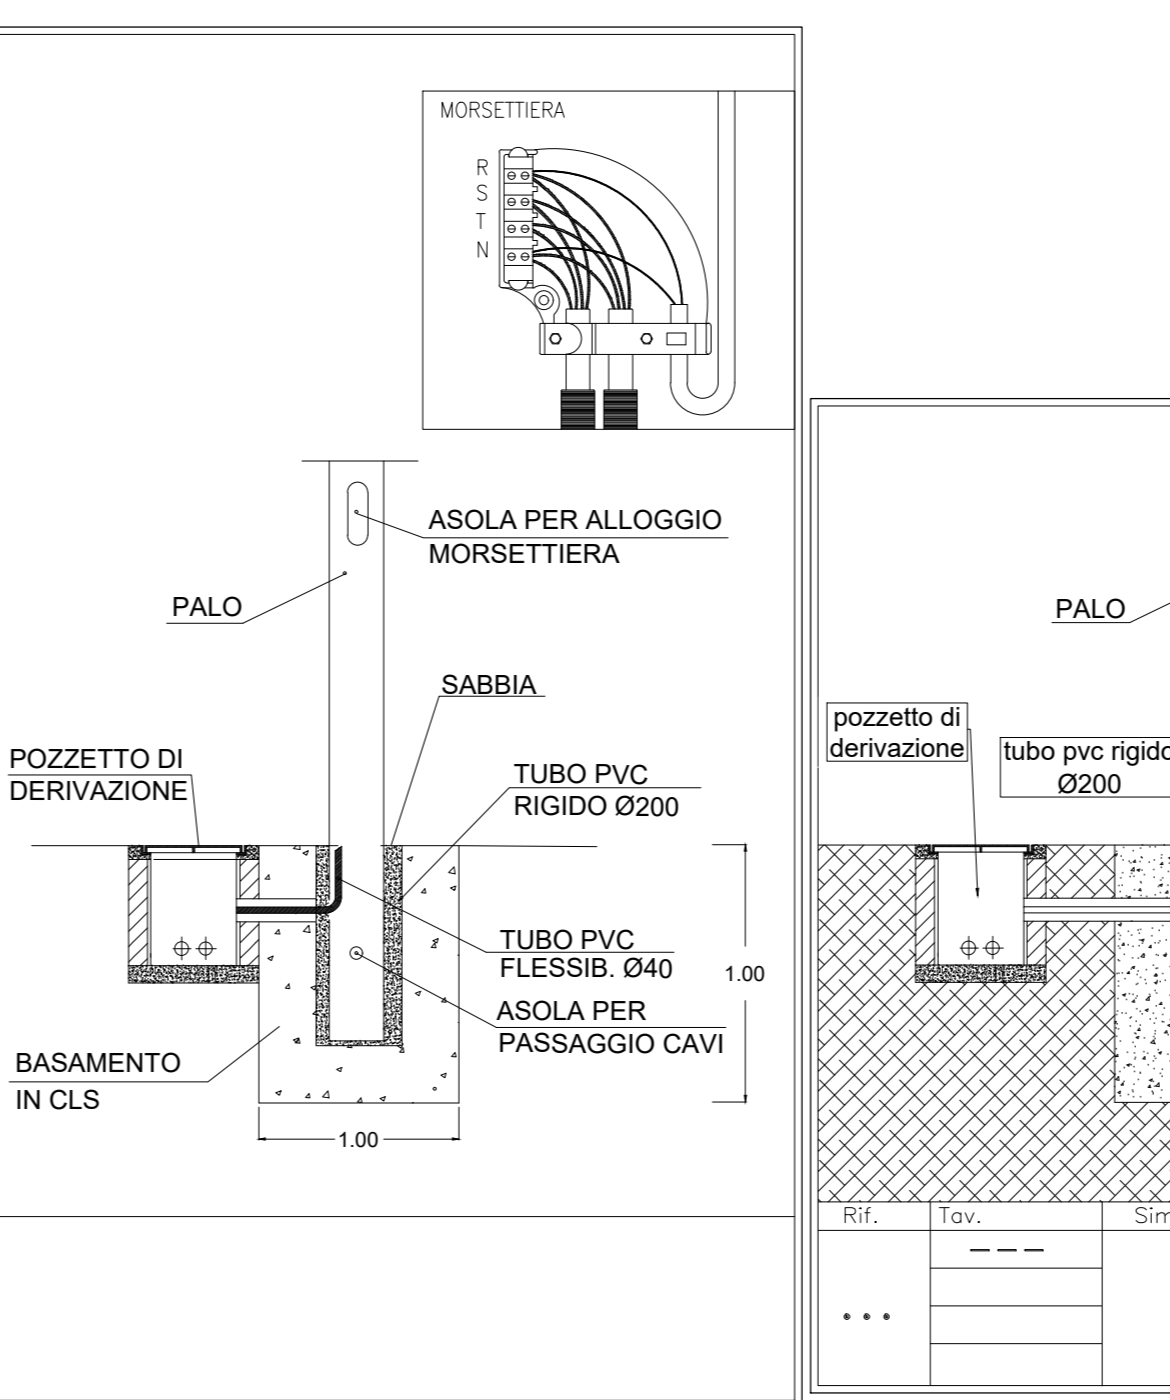 MORSETTIERA
R
S
T
N
ASOLA PER ALLOGGIO
MORSETTIERA
PALO
SABBIA
POZZETTO DI
DERIVAZIONE
TUBO PVC
RIGIDO Ø200
TUBO PVC
FLESSIB. Ø40
1.00
ASOLA PER
PASSAGGIO CAVI
BASAMENTO
IN CLS
1.00
PALO
pozzetto di
derivazione
tubo pvc rigido
Ø200
Rif.
Tav.